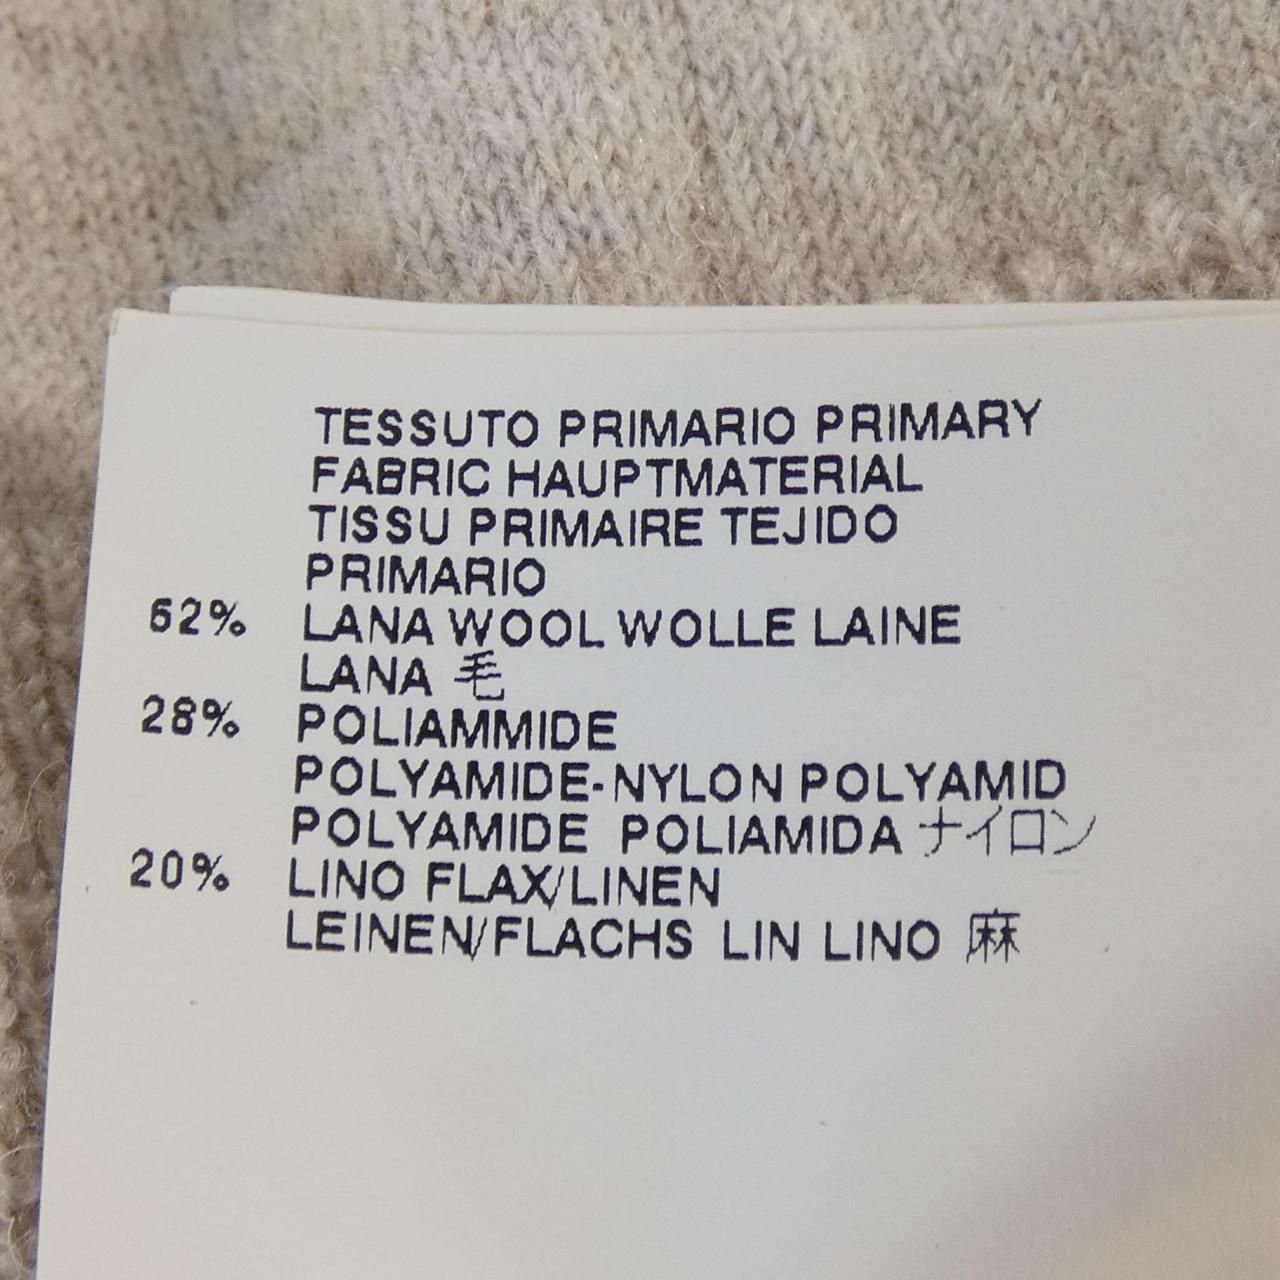 TESSUTO PRIMARIO PRIMARY
FABRIC HAUPTMATERIAL
TISSU PRIMAIRE TEJIDO
PRIMARIO
52% LANA WOOL WOLLE LAINE
LANA 毛
28% POLIAMMIDE
POLYAMIDE-NYLON POLYAMID
POLYAMIDE POLIAMIDA ナイロン
20% LINO FLAX/LINEN
LEINEN/FLACHS LIN LINO 麻